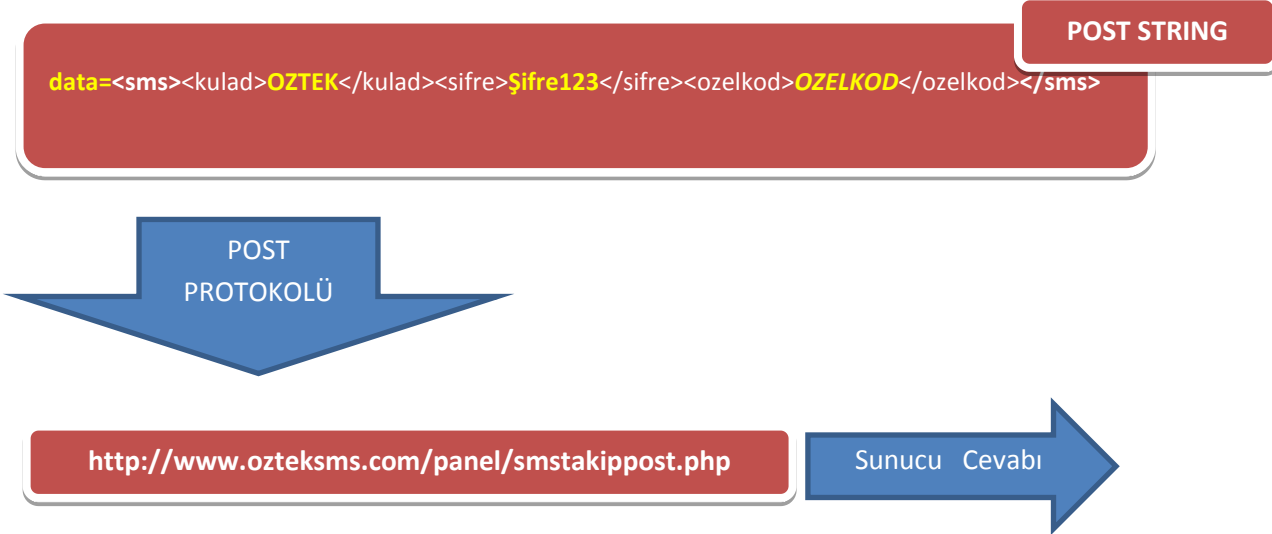 POST STRING
data=<sms><kulad>OZTEK</kulad><sifre>Şifre123</sifre><ozelkod>OZELKOD</ozelkod></sms>
POST
PROTOKOLÜ
http://www.ozteksms.com/panel/smstakippost.php
Sunucu Cevabı